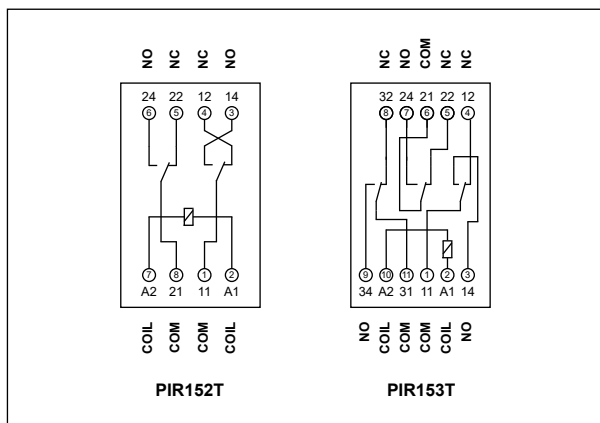 NO NC NC NO
24 22 12 14
6 5 4 3
7 8 1 2
A2 21 11 A1
COIL COM COM COIL
PIR152T
NC NO COM NC NC
32 24 21 22 12
8 7 6 5 4
9 10 11 1 2 3
34 A2 31 11 A1 14
NO COIL COM COM COIL NO
PIR153T